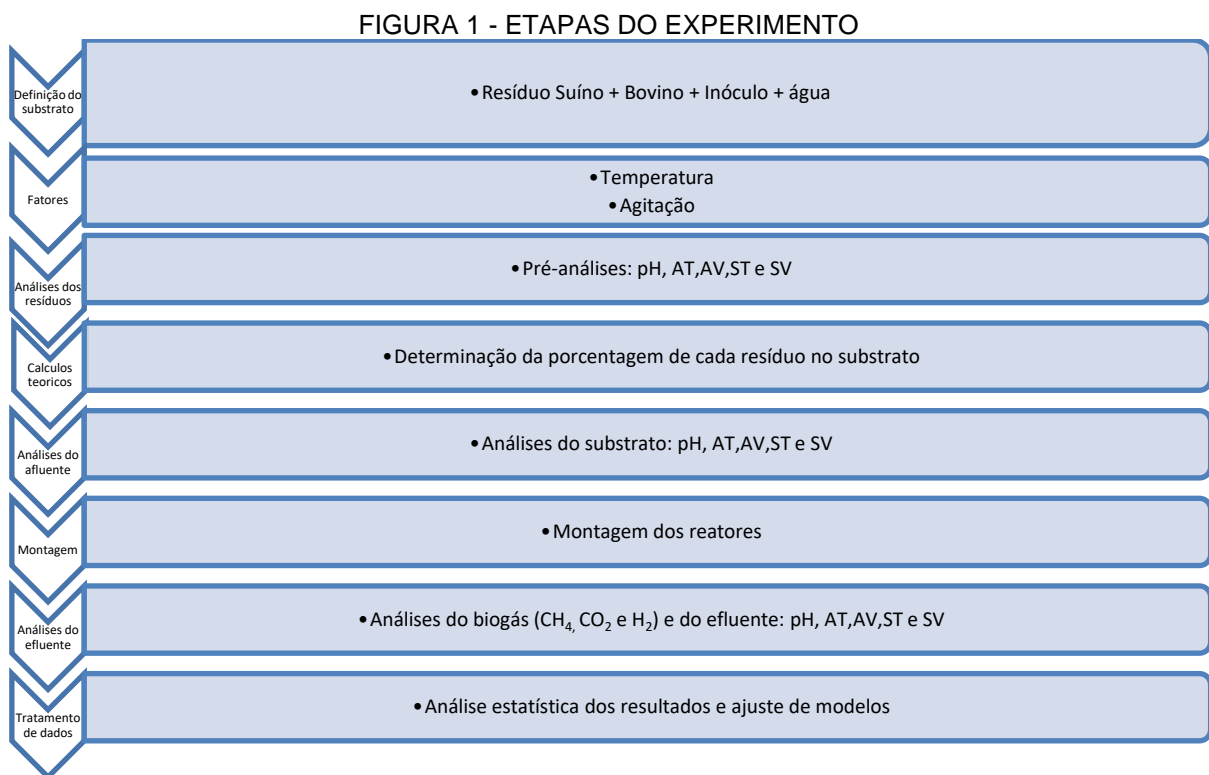 FIGURA 1 - ETAPAS DO EXPERIMENTO
Definição do
substrato
•Resíduo Suíno + Bovino + Inóculo + água
Fatores
•Temperatura
•Agitação
Análises dos
resíduos
•Pré-análises: pH, AT,AV,ST e SV
Calculos
teoricos
•Determinação da porcentagem de cada resíduo no substrato
Análises do
afluente
•Análises do substrato: pH, AT,AV,ST e SV
Montagem
•Montagem dos reatores
Análises do
efluente
•Análises do biogás (CH₄, CO₂ e H₂) e do efluente: pH, AT,AV,ST e SV
Tratamento
de dados
•Análise estatística dos resultados e ajuste de modelos